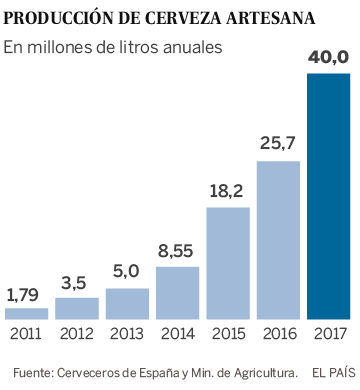 PRODUCCIÓN DE CERVEZA ARTESANA
En millones de litros anuales
40,0
25,7
18,2
8,55
5,0
3,5
1,79
2011 2012 2013 2014 2015 2016 2017
Fuente: Cerveceros de España y Min. de Agricultura. EL PAÍS